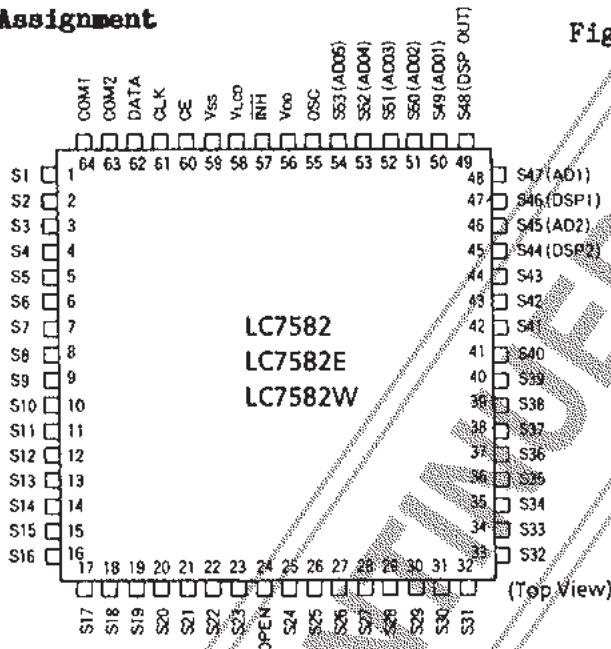 Assignment
Fig
COM1
COM2
DATA
CLK
CE
VSS
VLCD
INH
VDD
OSC
S53(ADO5)
S52(ADO4)
S51(ADO3)
S50(ADO2)
S49(ADO1)
S48(DSP OUT)
64 63 62 61 60 59 58 57 56 55 54 53 52 51 50 49
S1 1 48 S47(AD1)
S2 2 47 S46(DSP1)
S3 3 46 S45(AD2)
S4 4 45 S44(DSP2)
S5 5 44 S43
S6 6 43 S42
S7 7 LC7582 42 S41
S8 8 LC7582E 41 S40
S9 9 LC7582W 40 S39
S10 10 39 S38
S11 11 38 S37
S12 12 37 S36
S13 13 36 S35
S14 14 35 S34
S15 15 34 S33
S16 16 33 S32
17 18 19 20 21 22 23 24 25 26 27 28 29 30 31 32
S17
S18
S19
S20
S21
S22
S23
OPEN
S24
S25
S26
S27
S28
S29
S30
S31
(Top View)
TINUE